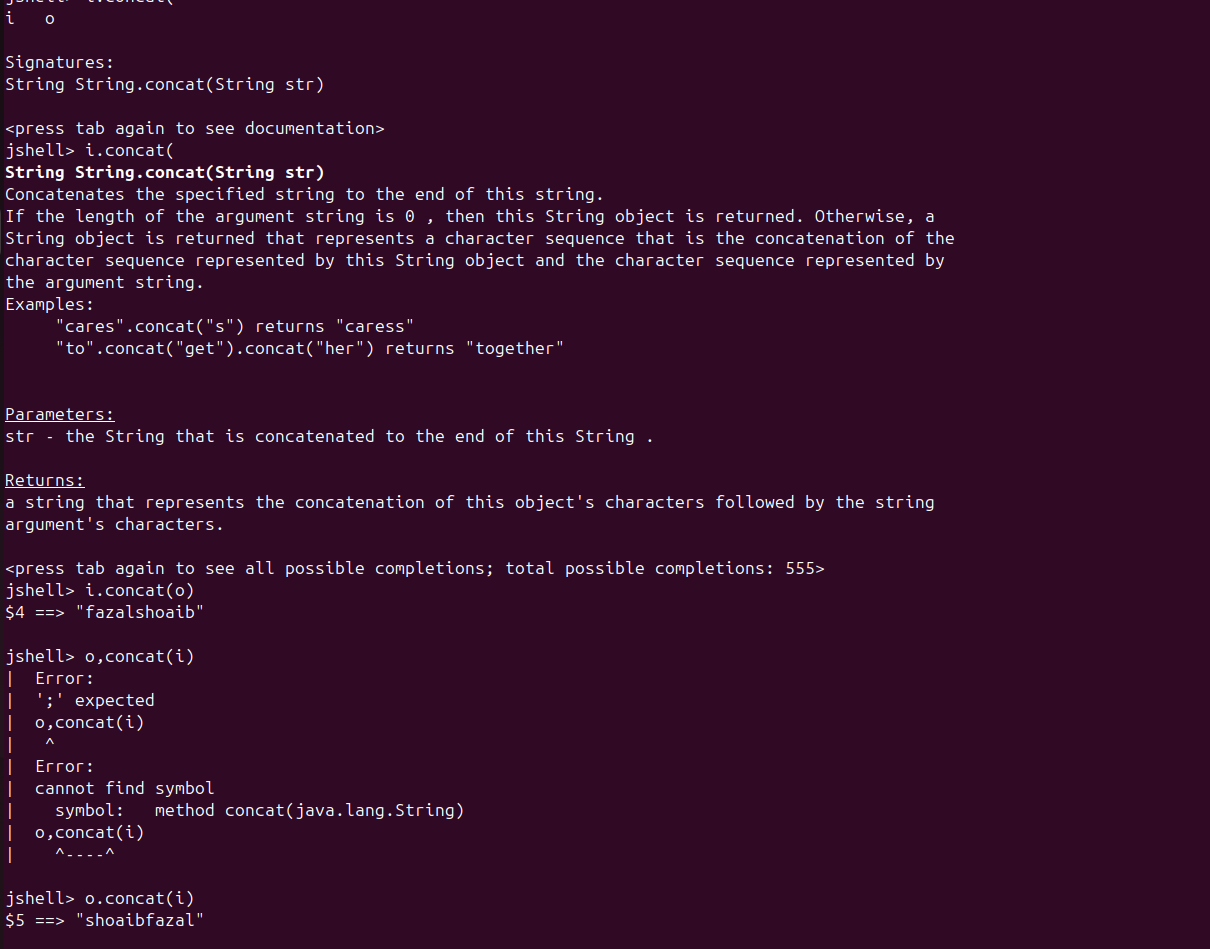 jshell> i.concat(
i   o
Signatures:
String String.concat(String str)
<press tab again to see documentation>
jshell> i.concat(
String String.concat(String str)
Concatenates the specified string to the end of this string.
If the length of the argument string is 0 , then this String object is returned. Otherwise, a
String object is returned that represents a character sequence that is the concatenation of the
character sequence represented by this String object and the character sequence represented by
the argument string.
Examples:
     "cares".concat("s") returns "caress"
     "to".concat("get").concat("her") returns "together"
Parameters:
str - the String that is concatenated to the end of this String .
Returns:
a string that represents the concatenation of this object's characters followed by the string
argument's characters.
<press tab again to see all possible completions; total possible completions: 555>
jshell> i.concat(o)
$4 ==> "fazalshoaib"
jshell> o,concat(i)
|  Error:
|  ';' expected
|  o,concat(i)
|   ^
|  Error:
|  cannot find symbol
|    symbol:   method concat(java.lang.String)
|  o,concat(i)
|    ^----^
jshell> o.concat(i)
$5 ==> "shoaibfazal"